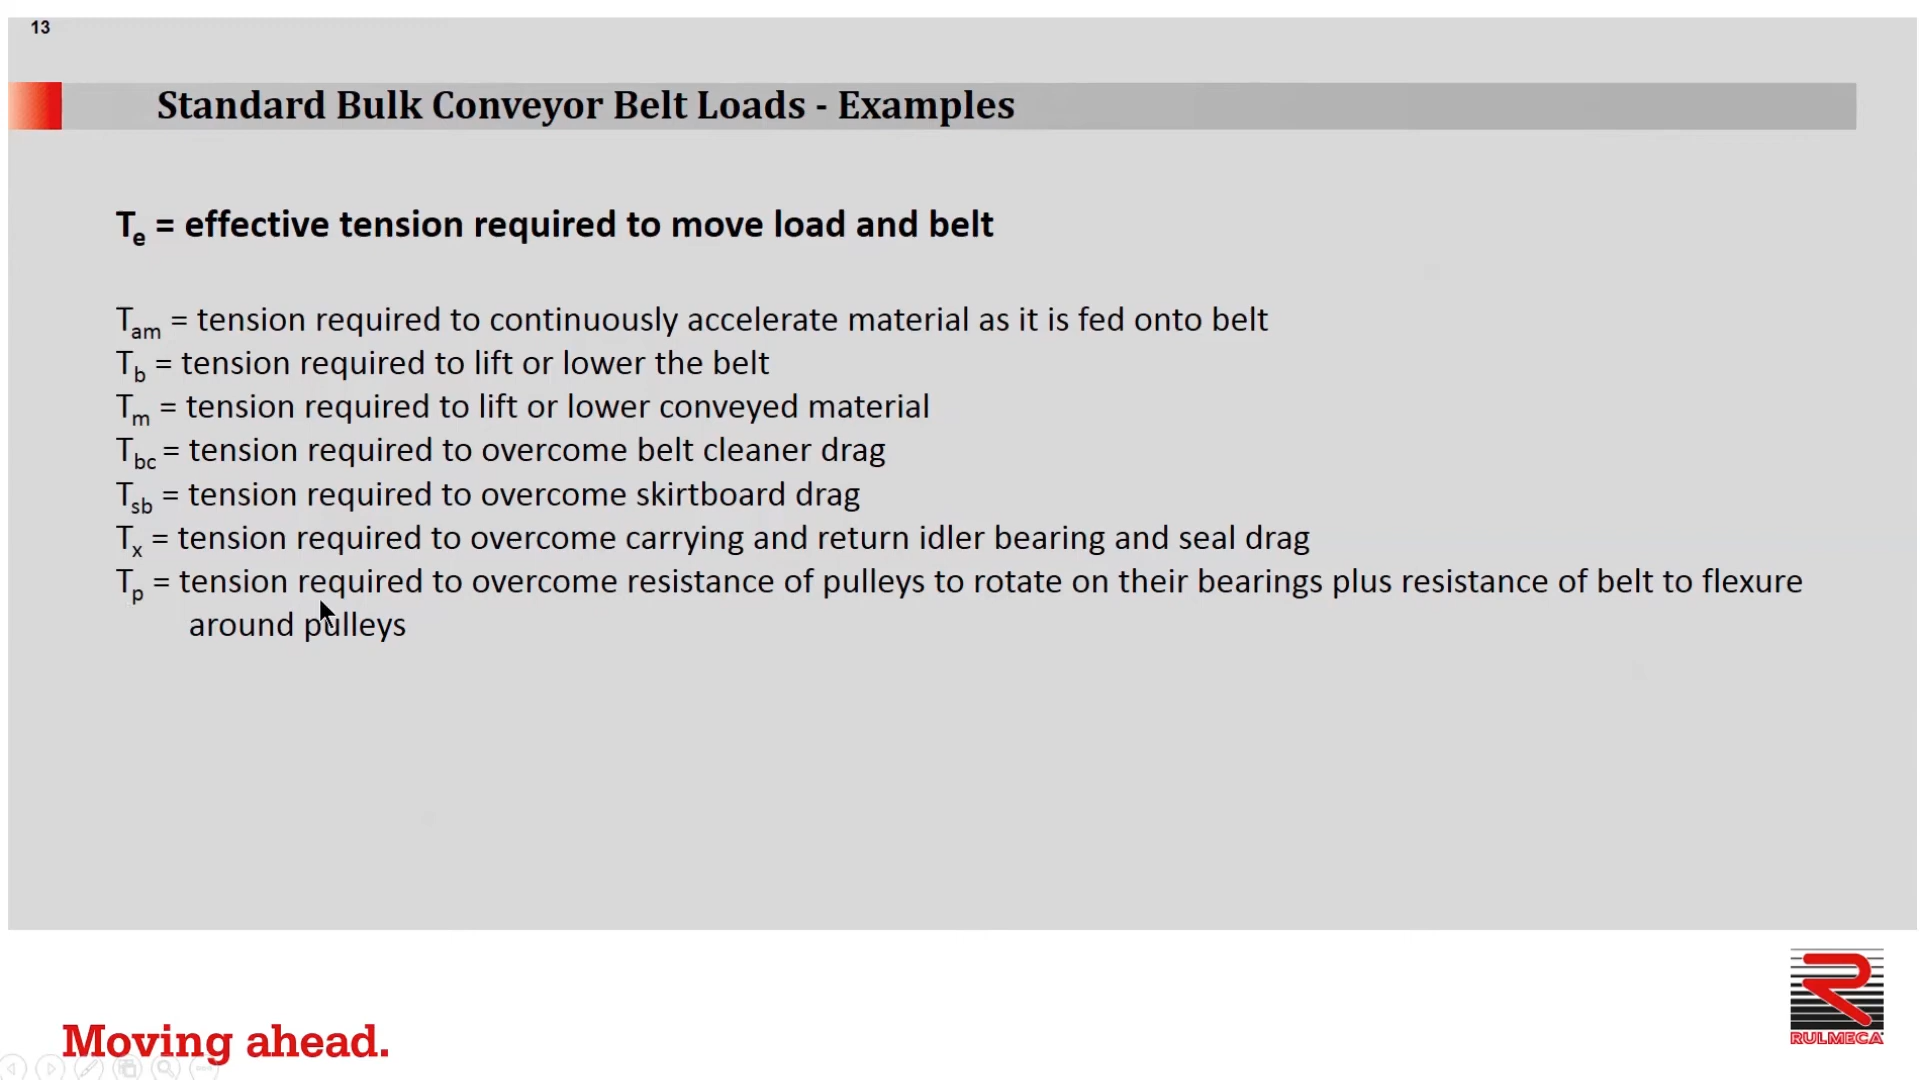 13
Standard Bulk Conveyor Belt Loads - Examples
Te = effective tension required to move load and belt
Tam = tension required to continuously accelerate material as it is fed onto belt
Tb = tension required to lift or lower the belt
Tm = tension required to lift or lower conveyed material
Tbc = tension required to overcome belt cleaner drag
Tsb = tension required to overcome skirtboard drag
Tx = tension required to overcome carrying and return idler bearing and seal drag
Tp = tension required to overcome resistance of pulleys to rotate on their bearings plus resistance of belt to flexure
around pulleys
RULMECA
Moving ahead.